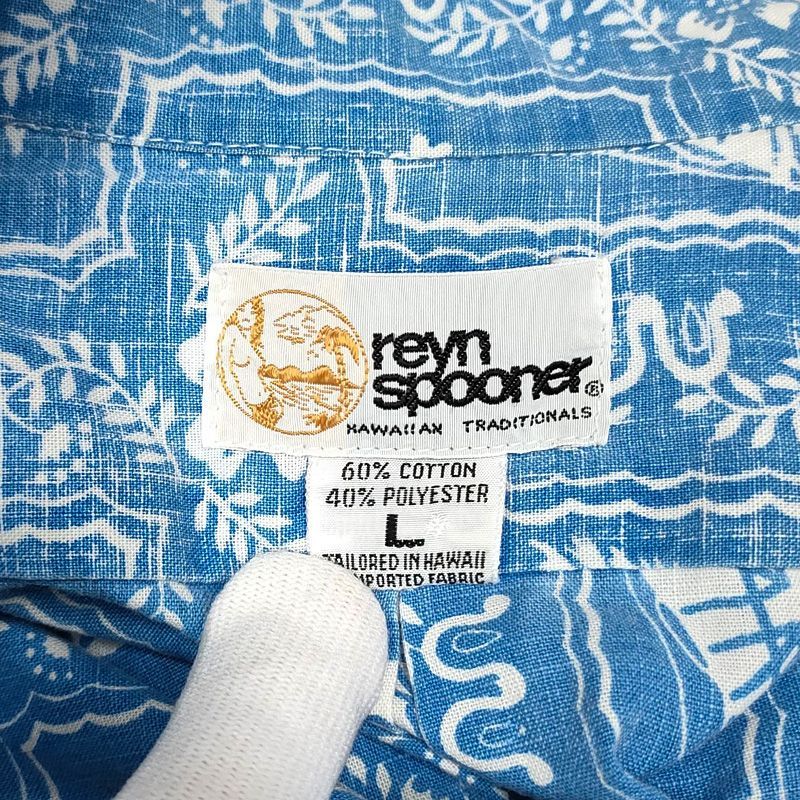 reyn
spooner®
HAWAIIAN TRADITIONALS
60% COTTON
40% POLYESTER
L
TAILORED IN HAWAII
IMPORTED FABRIC